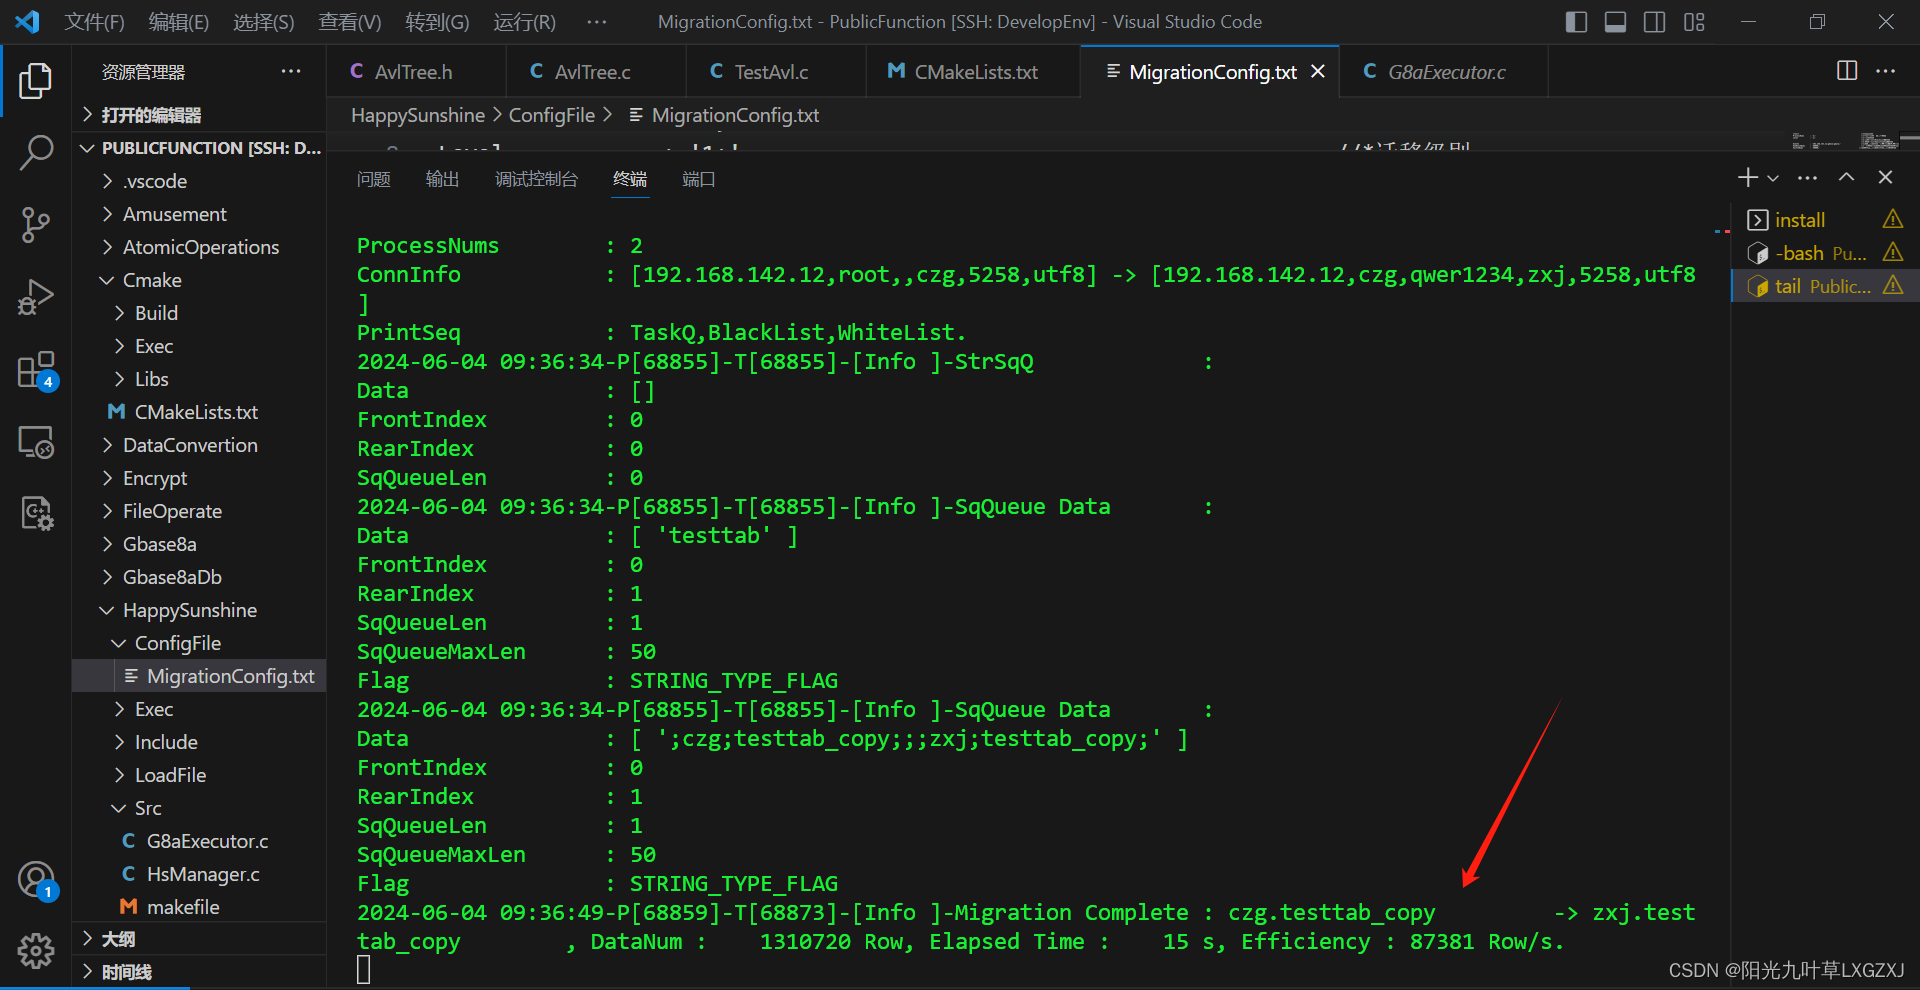 文件(F) 编辑(E) 选择(S) 查看(V) 转到(G) 运行(R) ··· MigrationConfig.txt - PublicFunction [SSH: DevelopEnv] - Visual Studio Code
资源管理器 ···
C AvlTree.h C AvlTree.c C TestAvl.c M CMakeLists.txt MigrationConfig.txt C G8aExecutor.c ···
HappySunshine > ConfigFile > MigrationConfig.txt
打开的编辑器
PUBLICFUNCTION [SSH: D...
.vscode
Amusement
AtomicOperations
Cmake
Build
Exec
Libs
M CMakeLists.txt
DataConvertion
Encrypt
FileOperate
Gbase8a
Gbase8aDb
HappySunshine
ConfigFile
MigrationConfig.txt
Exec
Include
LoadFile
Src
C G8aExecutor.c
C HsManager.c
M makefile
大纲
时间线
4
1
问题 输出 调试控制台 终端 端口
ProcessNums : 2
ConnInfo : [192.168.142.12,root,,czg,5258,utf8] -> [192.168.142.12,czg,qwer1234,zxj,5258,utf8
]
PrintSeq : TaskQ,BlackList,WhiteList.
2024-06-04 09:36:34-P[68855]-T[68855]-[Info ]-StrSqQ :
Data : []
FrontIndex : 0
RearIndex : 0
SqQueueLen : 0
2024-06-04 09:36:34-P[68855]-T[68855]-[Info ]-SqQueue Data :
Data : [ 'testtab' ]
FrontIndex : 0
RearIndex : 1
SqQueueLen : 1
SqQueueMaxLen : 50
Flag : STRING_TYPE_FLAG
2024-06-04 09:36:34-P[68855]-T[68855]-[Info ]-SqQueue Data :
Data : [ ';czg;testtab_copy;;;zxj;testtab_copy;' ]
FrontIndex : 0
RearIndex : 1
SqQueueLen : 1
SqQueueMaxLen : 50
Flag : STRING_TYPE_FLAG
2024-06-04 09:36:49-P[68859]-T[68873]-[Info ]-Migration Complete : czg.testtab_copy -> zxj.test
tab_copy , DataNum : 1310720 Row, Elapsed Time : 15 s, Efficiency : 87381 Row/s.
install
-bash Pu...
tail Public...
CSDN @阳光九叶草LXGZXJ